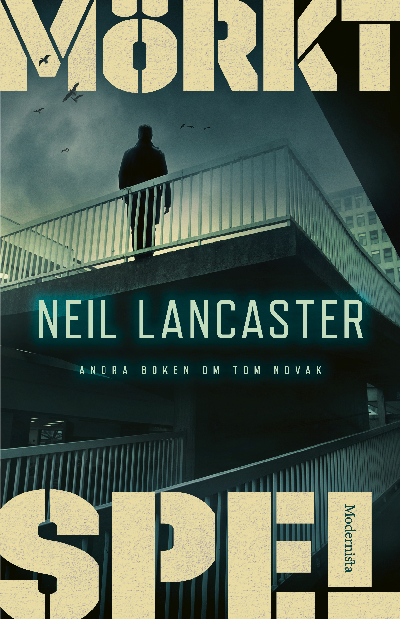 MÖRKT
NEIL LANCASTER
ANDRA BOKEN OM TOM NOVAK
SPEL
Modernista